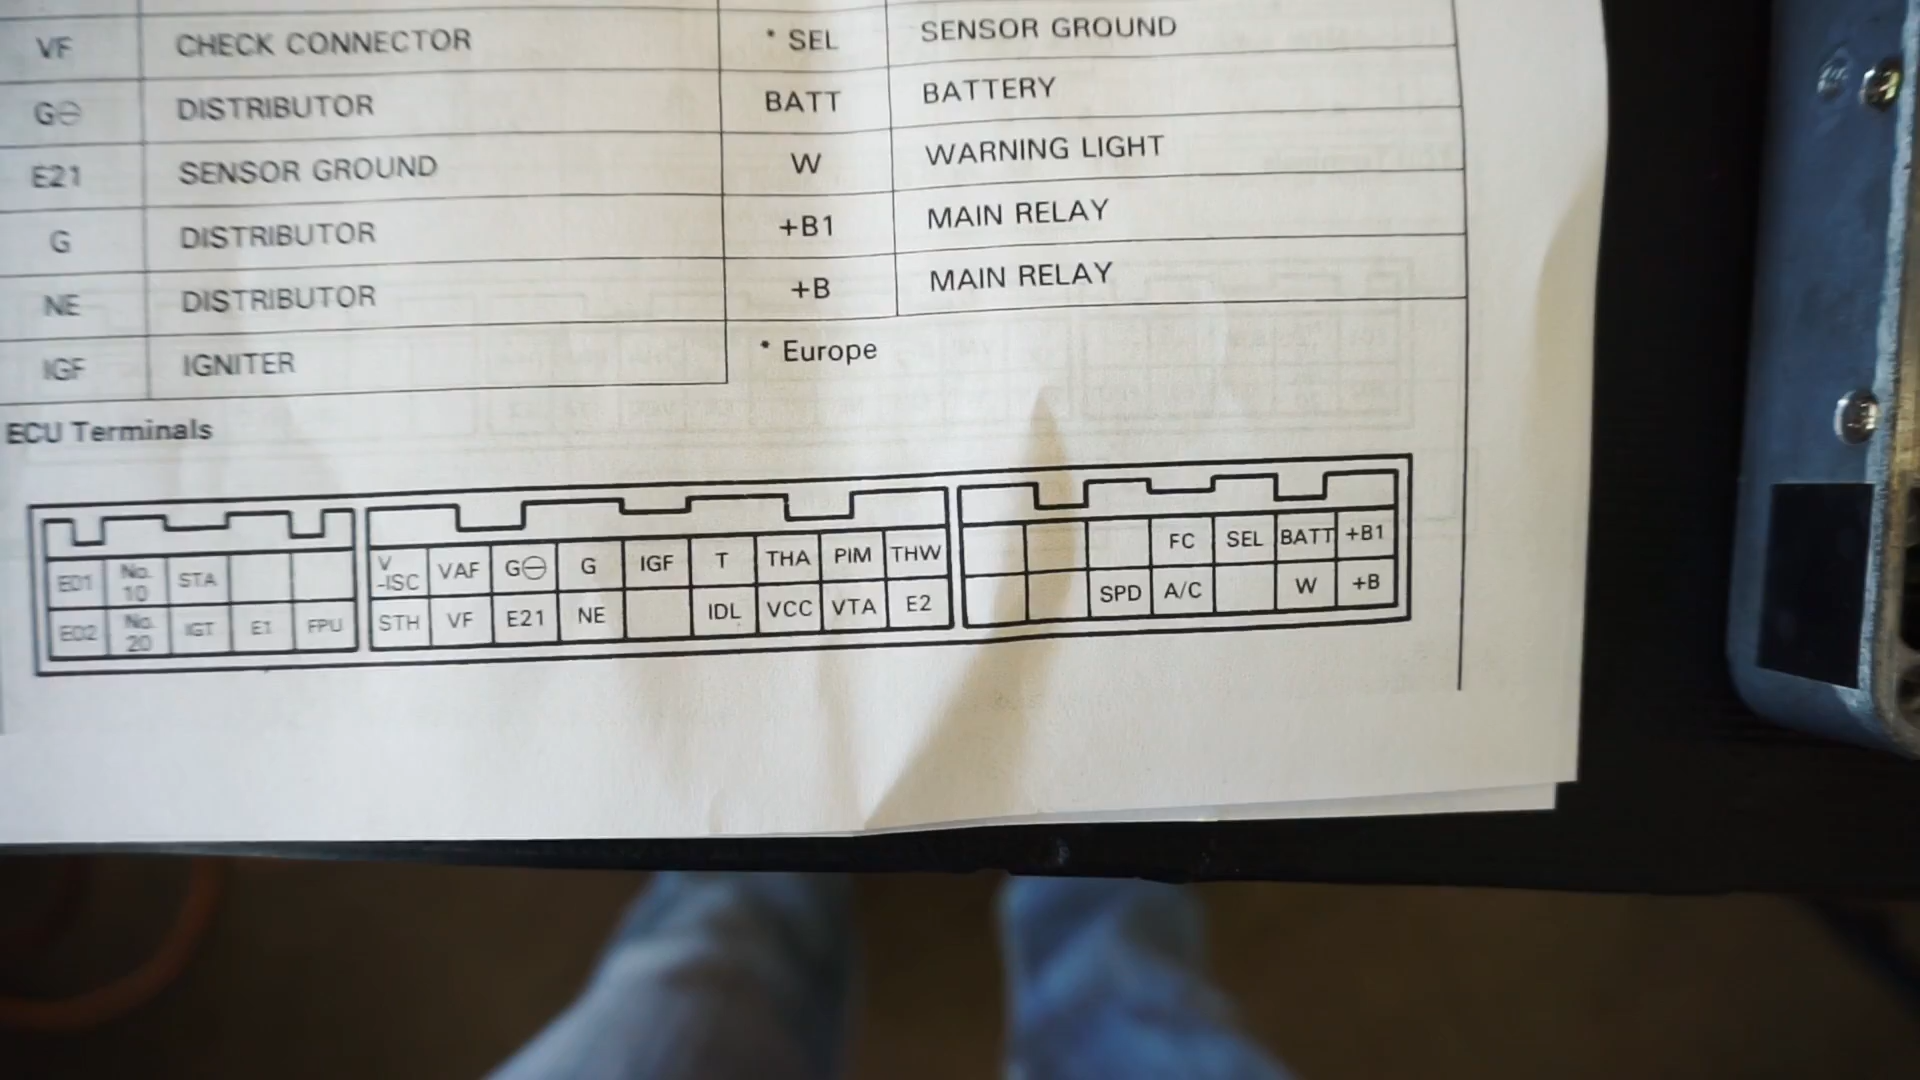 VF CHECK CONNECTOR * SEL SENSOR GROUND
G⊖ DISTRIBUTOR BATT BATTERY
E21 SENSOR GROUND W WARNING LIGHT
G DISTRIBUTOR +B1 MAIN RELAY
NE DISTRIBUTOR +B MAIN RELAY
IGF IGNITER * Europe
ECU Terminals
E01 No. 10 STA V -ISC VAF G⊖ G IGF T THA PIM THW FC SEL BATT +B1
E02 No. 20 IGT E1 FPU STH VF E21 NE IDL VCC VTA E2 SPD A/C W +B